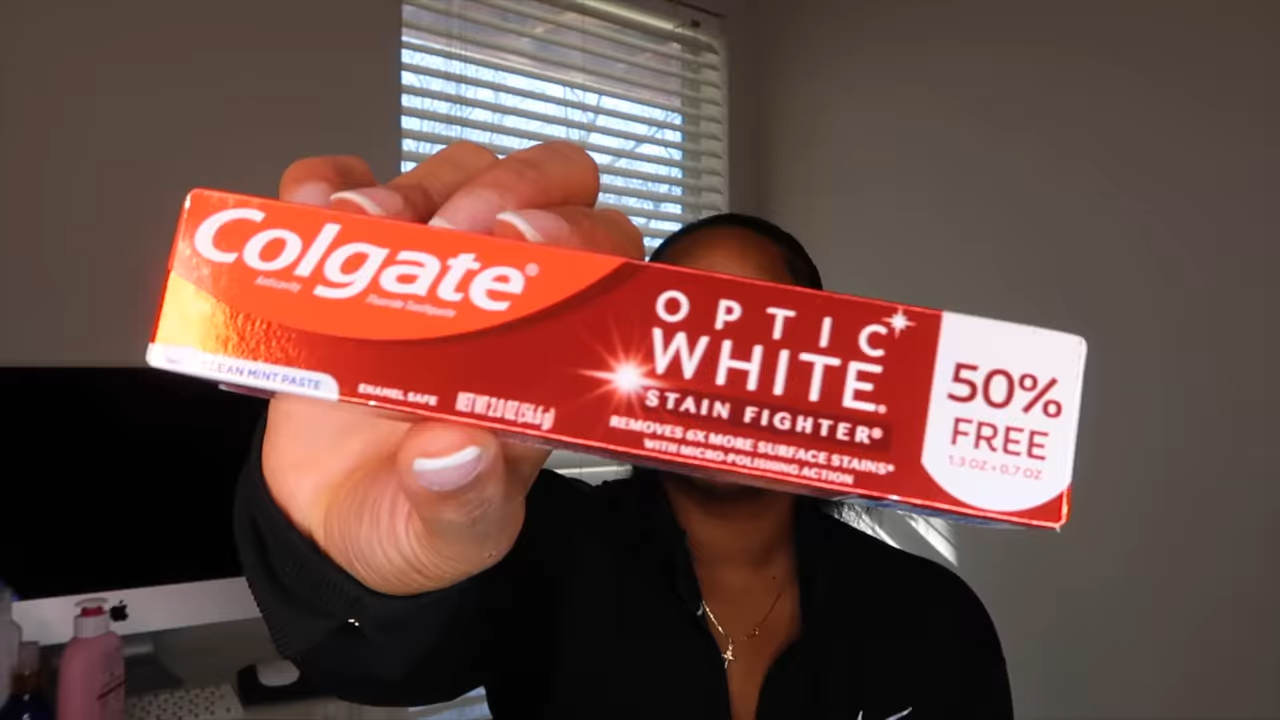 Colgate®
Anticavity
Fluoride Toothpaste
CLEAN MINT PASTE
ENAMEL SAFE
NET WT 2.0 OZ (56.6 g)
OPTIC
WHITE®
STAIN FIGHTER®
REMOVES 6X MORE SURFACE STAINS*
WITH MICRO-POLISHING ACTION
50%
FREE
1.3 OZ + 0.7 OZ